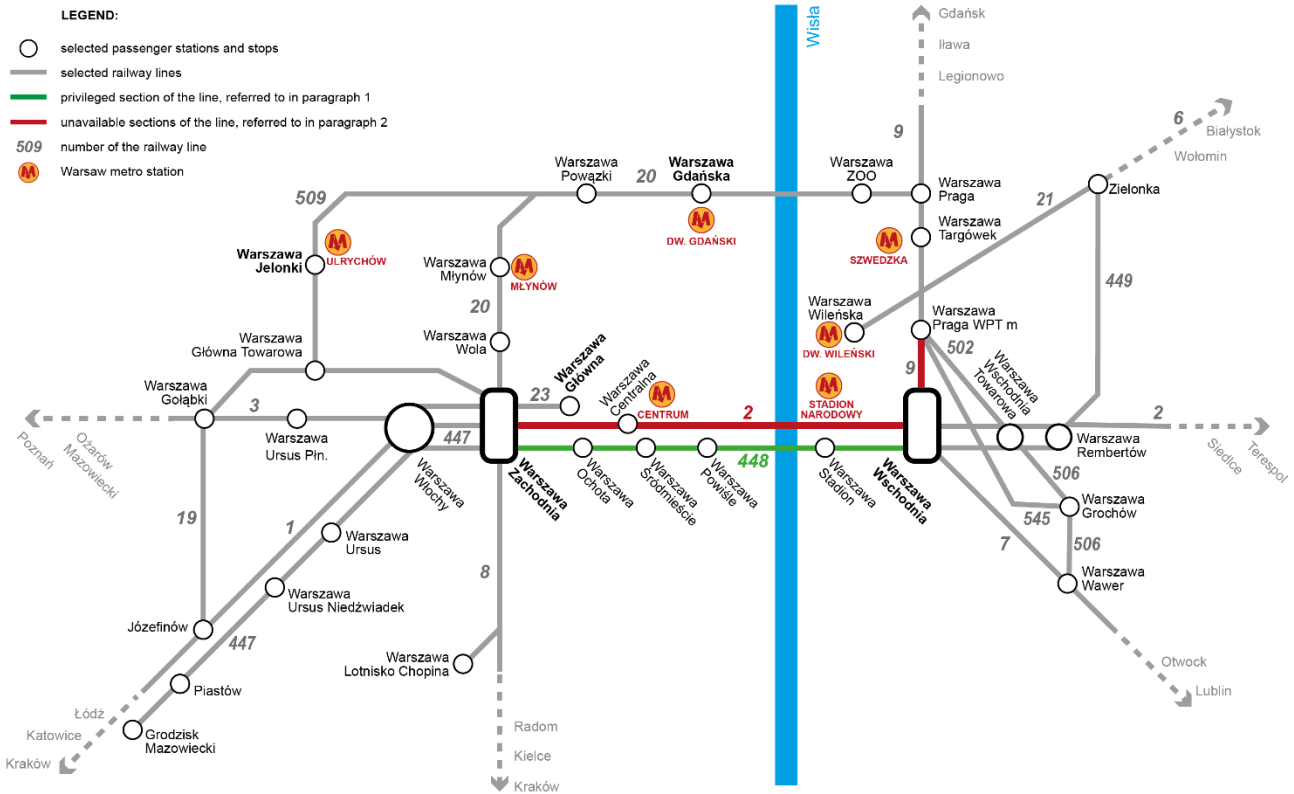 LEGEND:
selected passenger stations and stops
selected railway lines
privileged section of the line, referred to in paragraph 1
unavailable sections of the line, referred to in paragraph 2
509
number of the railway line
M
Warsaw metro station
Wisła
Gdańsk
Iława
Legionowo
9
6
Białystok
Wołomin
Warszawa
Powązki
20
Warszawa
Gdańska
M
DW. GDAŃSKI
Warszawa
ZOO
Warszawa
Praga
21
Zielonka
509
Warszawa
Targówek
M
SZWEDZKA
M
ULRYCHÓW
Warszawa
Jelonki
Warszawa
Młynów
M
MŁYNÓW
449
20
Warszawa
Wileńska
M
DW. WILEŃSKI
Warszawa
Praga WPT m
502
Warszawa
Główna Towarowa
Warszawa
Wola
Warszawa
Główna
23
Warszawa
Centralna
M
CENTRUM
M
STADION
NARODOWY
9
Warszawa
Wschodnia
Towarowa
Warszawa
Gołąbki
3
Warszawa
Ursus Płn.
2
2
Poznań
Ożarów
Mazowiecki
447
Warszawa
Włochy
Warszawa
Zachodnia
Warszawa
Ochota
Warszawa
Śródmieście
Warszawa
Powiśle
448
Warszawa
Stadion
Warszawa
Wschodnia
Warszawa
Rembertów
Siedlce
Terespol
506
Warszawa
Grochów
545
506
7
Warszawa
Wawer
19
1
Warszawa
Ursus
8
Warszawa
Ursus Niedźwiadek
Józefinów
447
Warszawa
Lotnisko Chopina
Otwock
Lublin
Piastów
Łódź
Katowice
Kraków
Grodzisk
Mazowiecki
Radom
Kielce
Kraków